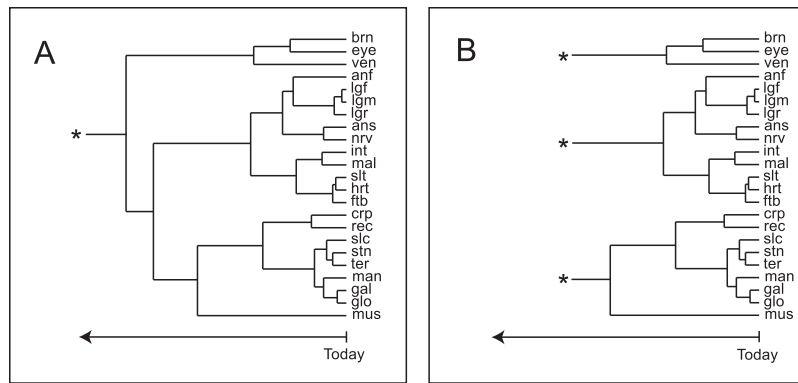 A
brn
eye
ven
anf
lgf
lgm
lgr
ans
nrv
int
mal
slt
hrt
ftb
crp
rec
slc
stn
ter
man
gal
glo
mus
*
Today
B
brn
eye
ven
anf
lgf
lgm
lgr
ans
nrv
int
mal
slt
hrt
ftb
crp
rec
slc
stn
ter
man
gal
glo
mus
*
*
*
Today